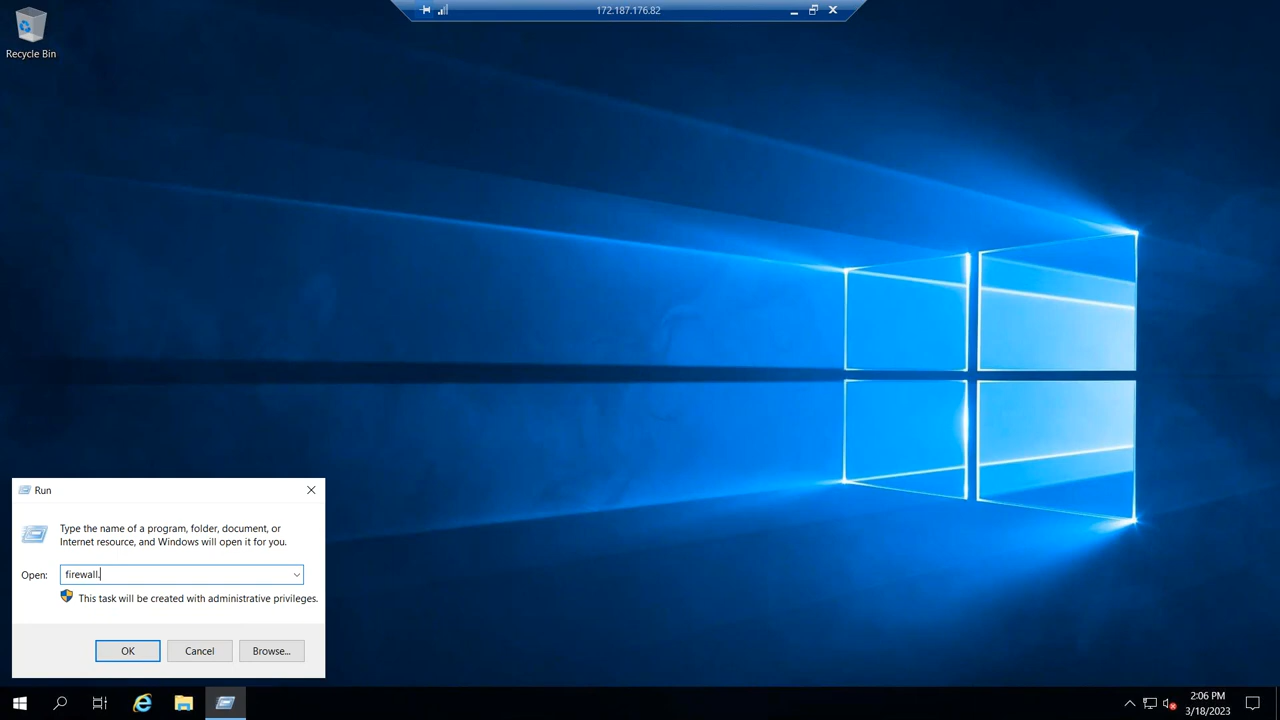 172.187.176.82
Recycle Bin
Run
Type the name of a program, folder, document, or
Internet resource, and Windows will open it for you.
Open:
firewall.
This task will be created with administrative privileges.
OK
Cancel
Browse...
2:06 PM
3/18/2023